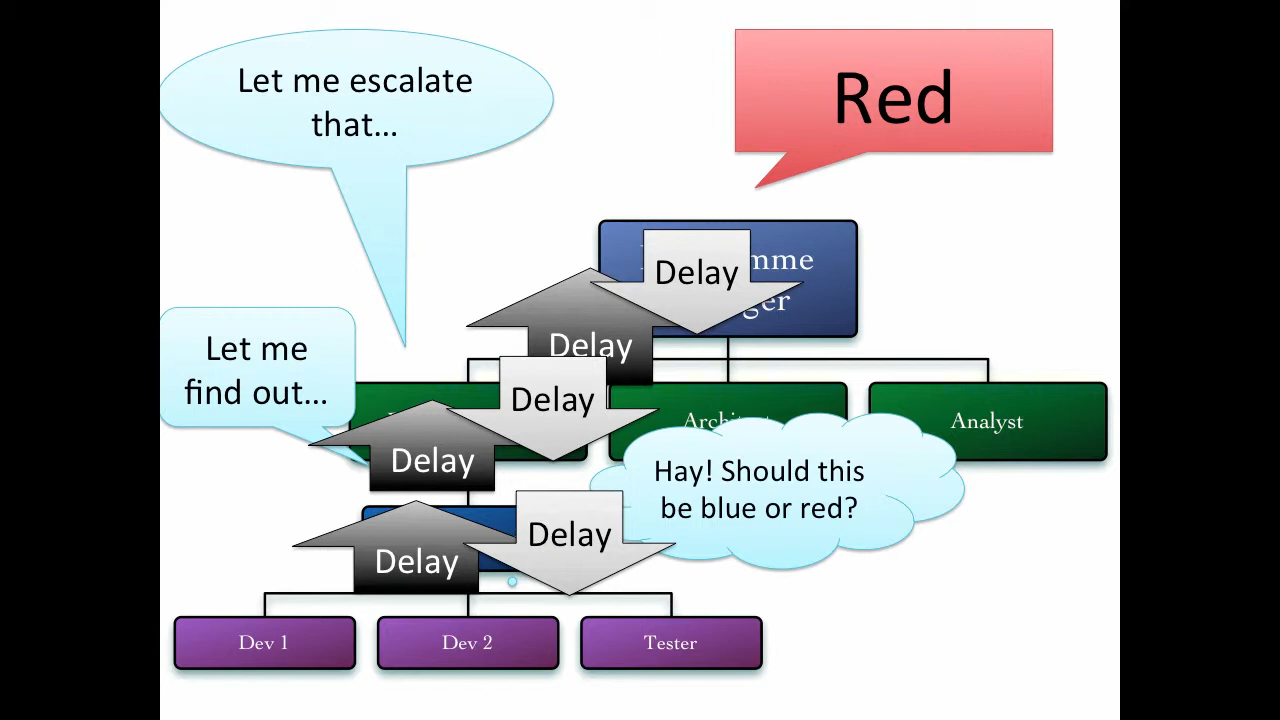 Let me escalate
that...
Red
Delay
Delay
Let me
find out...
Delay
Analyst
Delay
Hay! Should this
be blue or red?
Delay
Delay
Dev 1
Dev 2
Tester